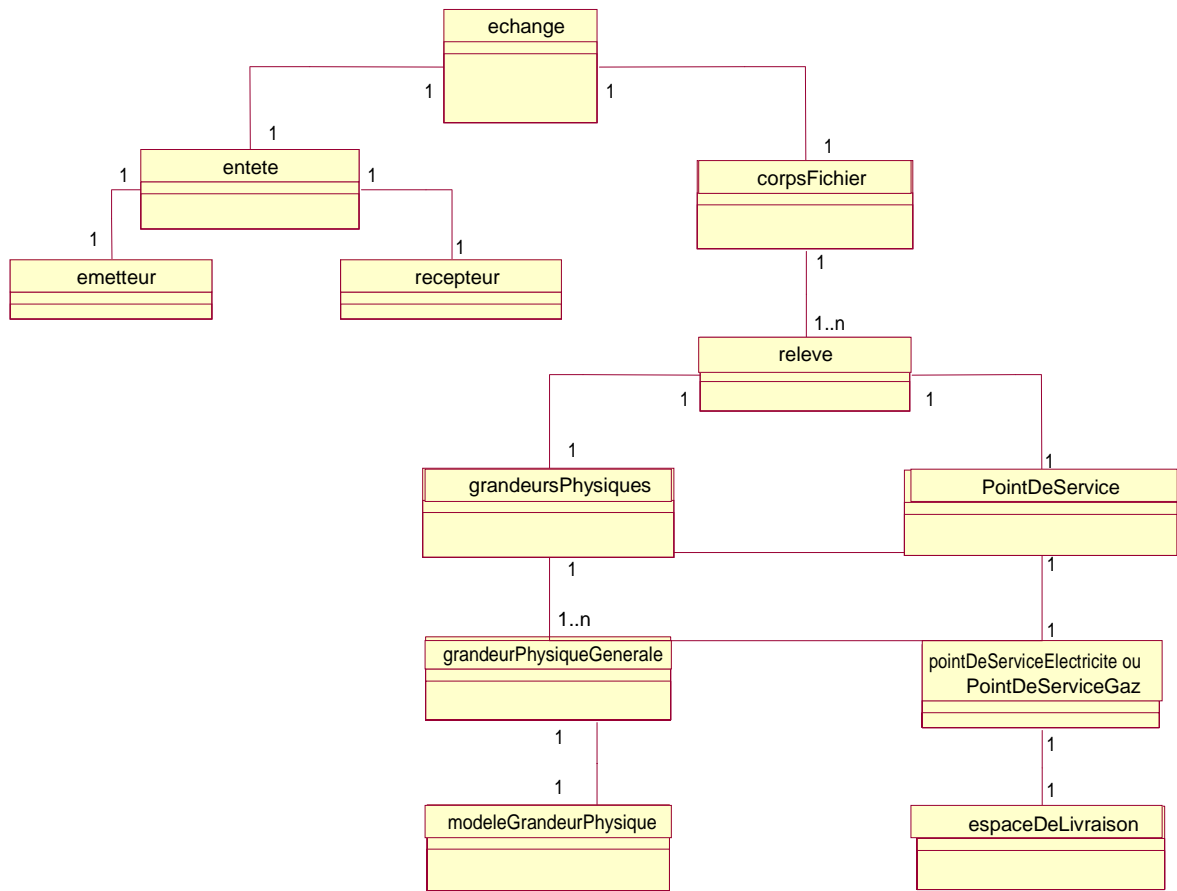 echange
1
1
1
1
entete
corpsFichier
1
1
1
1
emetteur
recepteur
1
1..n
releve
1
1
1
1
grandeursPhysiques
PointDeService
1
1
1..n
1
grandeurPhysiqueGenerale
pointDeServiceElectricite ou
PointDeServiceGaz
1
1
1
1
modeleGrandeurPhysique
espaceDeLivraison